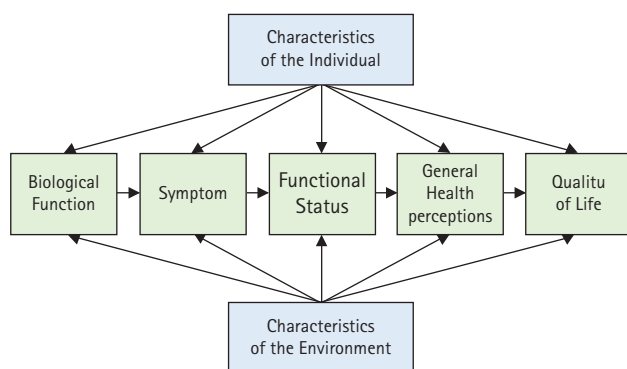 Characteristics
of the Individual
Biological
Function
Symptom
Functional
Status
General
Health
perceptions
Qualitu
of Life
Characteristics
of the Environment